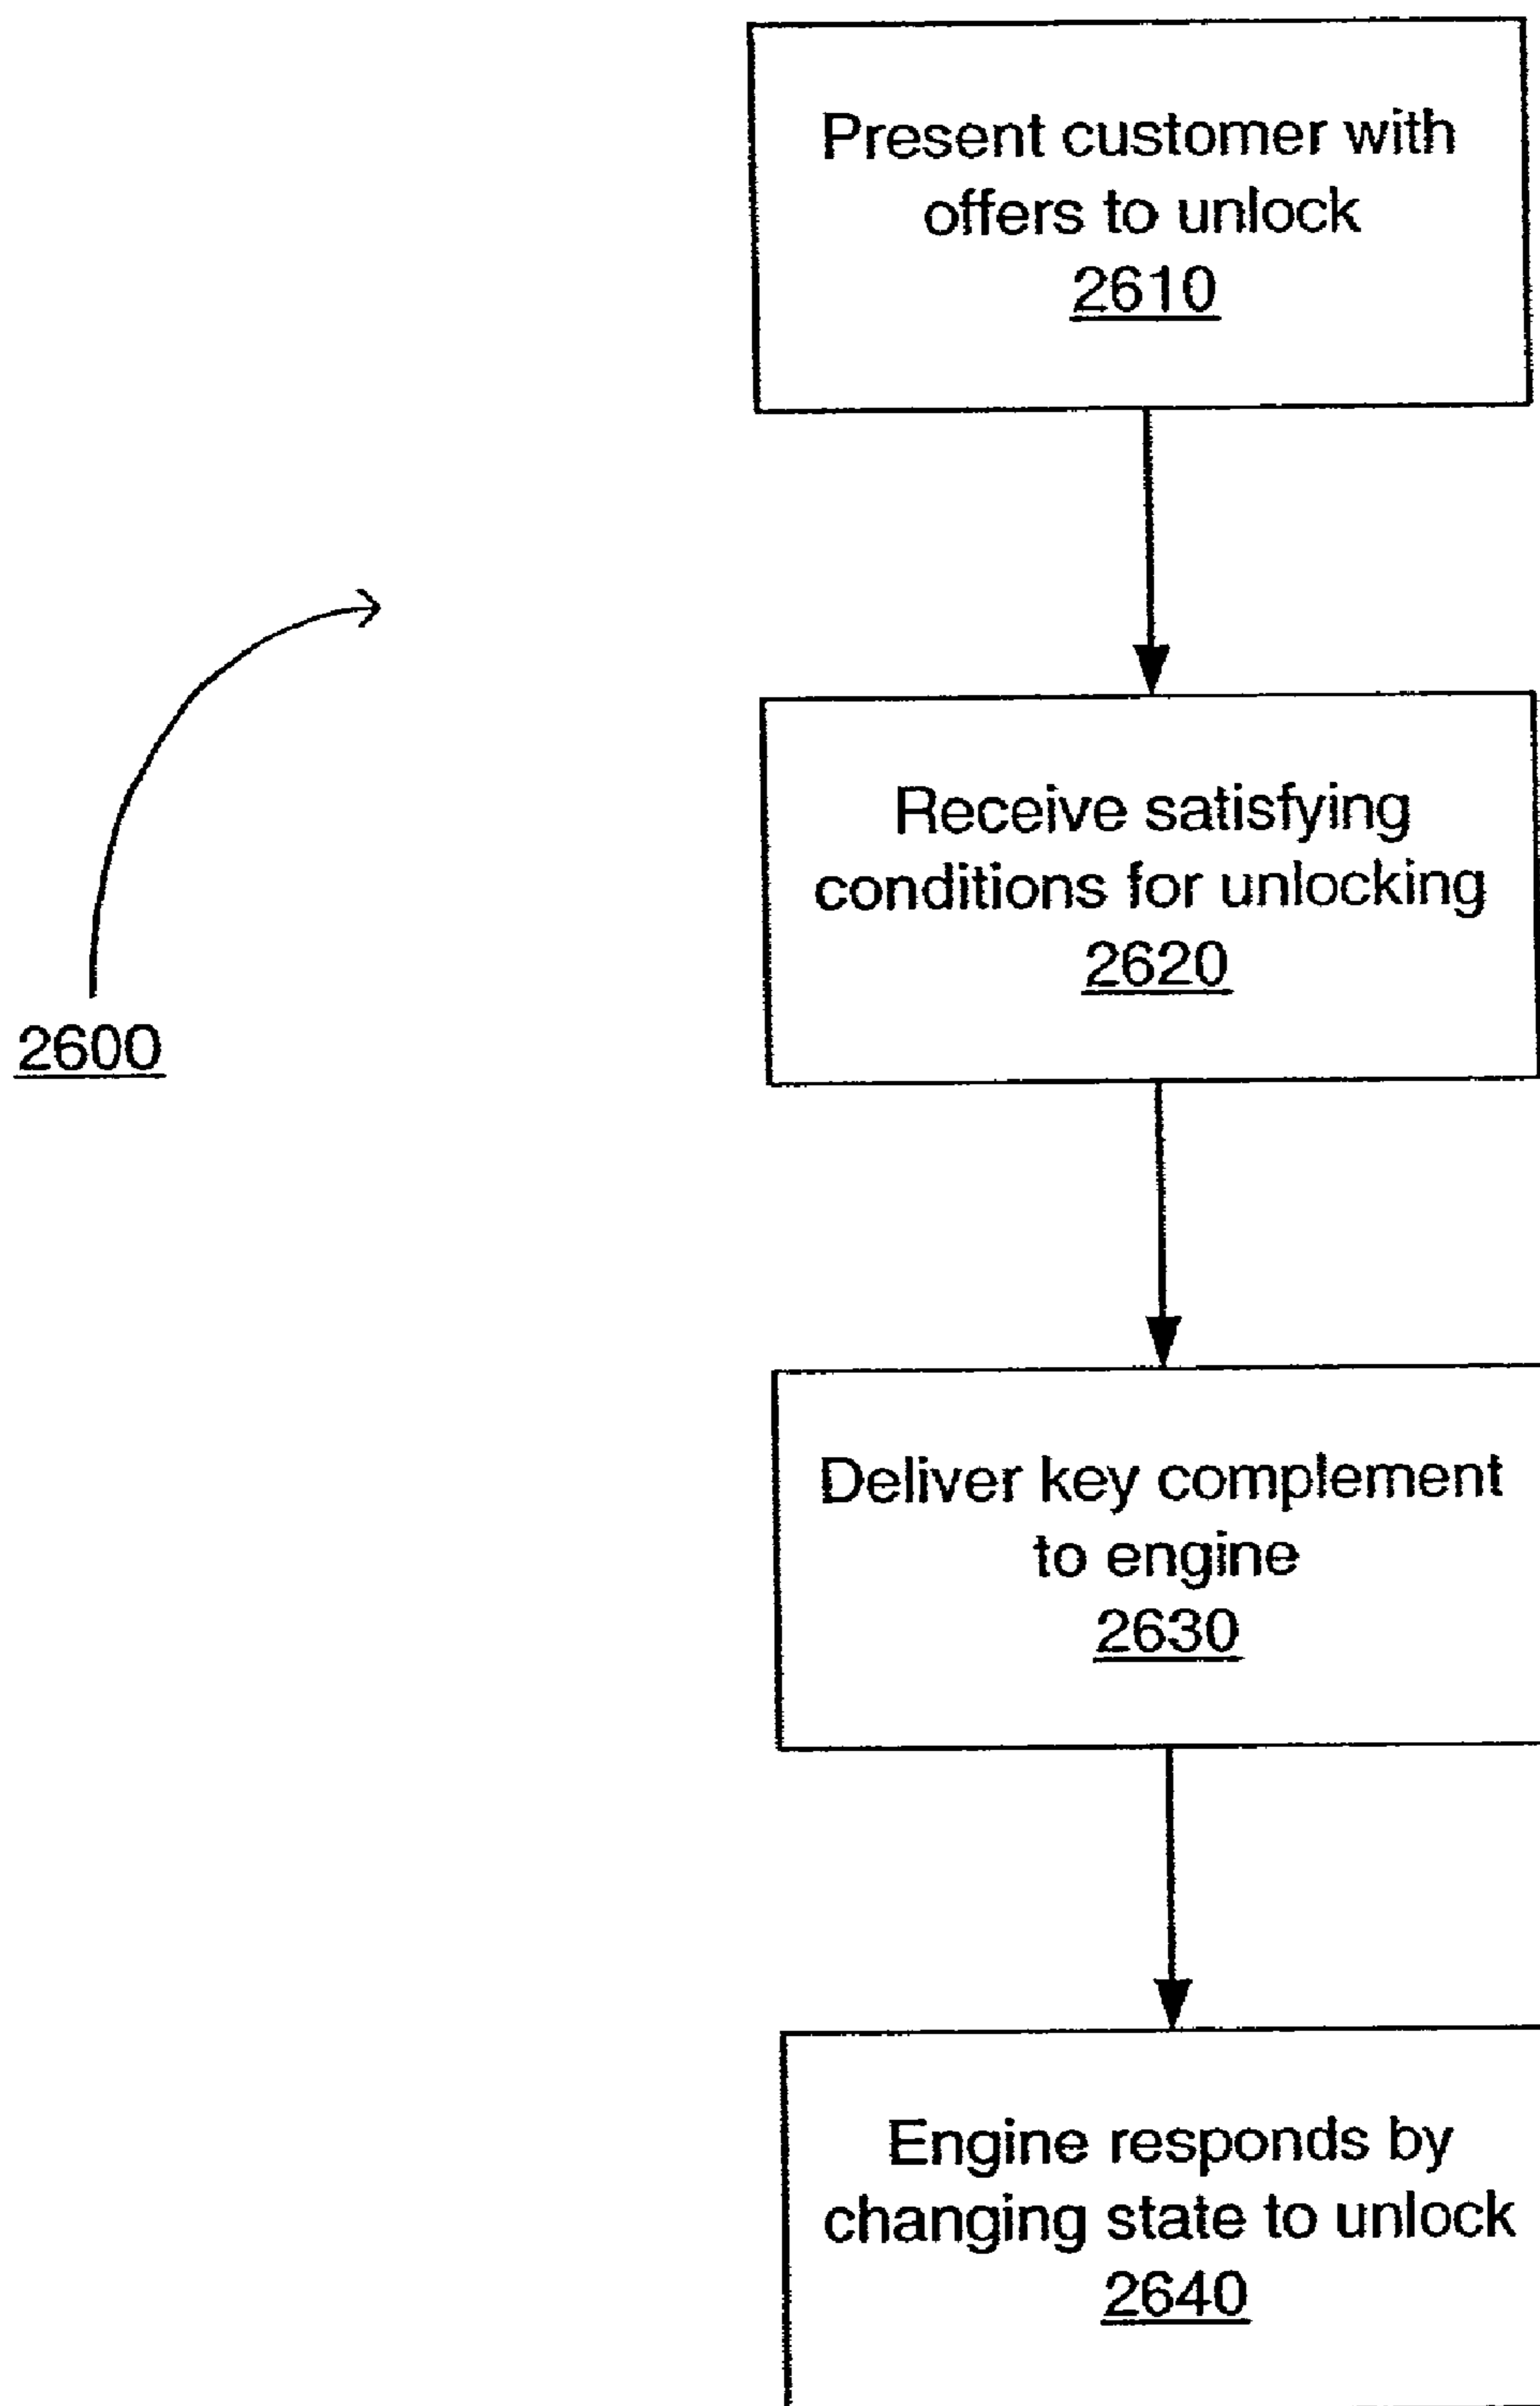 Present customer with
offers to unlock
2610
Receive satisfying
conditions for unlocking
2620
2600
Deliver key complement
to engine
2630
Engine responds by
changing state to unlock
2640